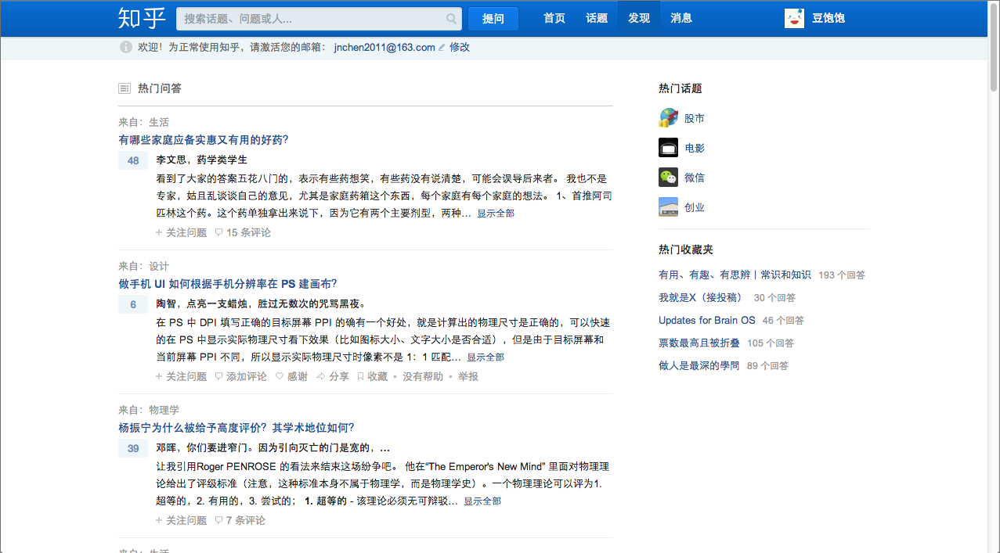 知乎
搜索话题、问题或人...
提问
首页
话题
发现
消息
豆饱饱
欢迎！为正常使用知乎，请激活您的邮箱： jnchen2011@163.com 修改
热门问答
来自：生活
有哪些家庭应备实惠又有用的好药？
48
李文思，药学类学生
看到了大家的答案五花八门的，表示有些药想笑，有些药没有说清楚，可能会误导后来者。 我也不是
专家，姑且乱谈谈自己的意见，尤其是家庭药箱这个东西，每个家庭有每个家庭的想法。 1、首推阿司
匹林这个药。这个药单独拿出来说下，因为它有两个主要剂型，两种… 显示全部
关注问题 15 条评论
来自：设计
做手机 UI 如何根据手机分辨率在 PS 建画布？
6
陶智，点亮一支蜡烛，胜过无数次的咒骂黑夜。
在 PS 中 DPI 填写正确的目标屏幕 PPI 的确有一个好处，就是计算出的物理尺寸是正确的，可以快速
的在 PS 中显示实际物理尺寸看下效果（比如图标大小、文字大小是否合适），但是由于目标屏幕和
当前屏幕 PPI 不同，所以显示实际物理尺寸时像素不是 1：1 匹配… 显示全部
关注问题 添加评论 感谢 分享 收藏 • 没有帮助 • 举报
来自：物理学
杨振宁为什么被给予高度评价？其学术地位如何？
39
邓晖，你们要进窄门。因为引向灭亡的门是宽的，…
让我引用Roger PENROSE 的看法来结束这场纷争吧。 他在“The Emperor's New Mind” 里面对物理理
论给出了评级标准（注意，这种标准本身不属于物理学，而是物理学史）。一个物理理论可以评为1.
超等的，2. 有用的，3. 尝试的； 1. 超等的 - 该理论必须无可辩驳… 显示全部
关注问题 7 条评论
来自：生活
热门话题
股市
电影
微信
创业
热门收藏夹
有用、有趣、有思辨丨常识和知识 193 个回答
我就是X（接投稿） 30 个回答
Updates for Brain OS 46 个回答
票数最高且被折叠 105 个回答
做人是最深的學問 89 个回答